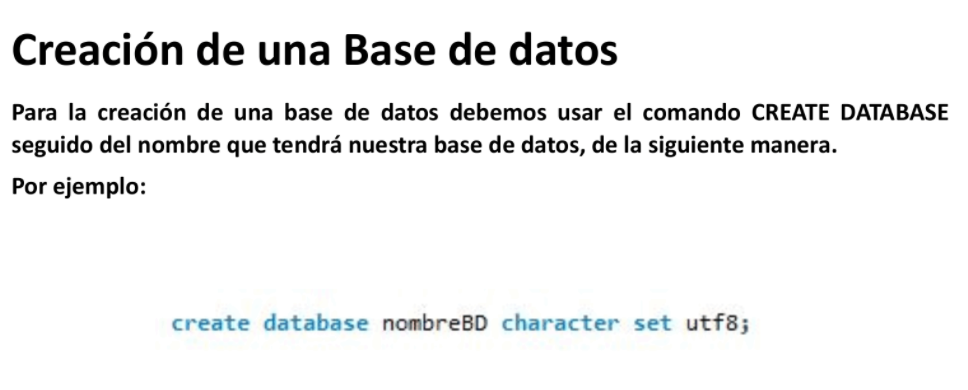 Creación de una Base de datos
Para la creación de una base de datos debemos usar el comando CREATE DATABASE
seguido del nombre que tendrá nuestra base de datos, de la siguiente manera.
Por ejemplo:
create database nombreBD character set utf8;